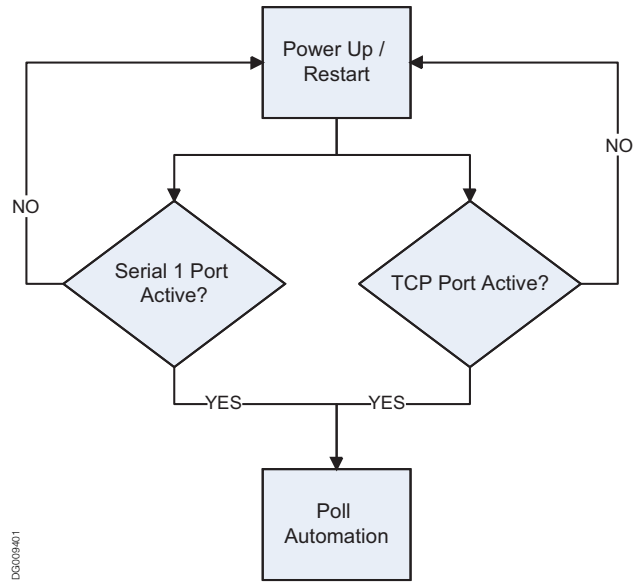 Power Up /
Restart
NO
NO
Serial 1 Port
Active?
TCP Port Active?
YES
YES
Poll
Automation
DG009401